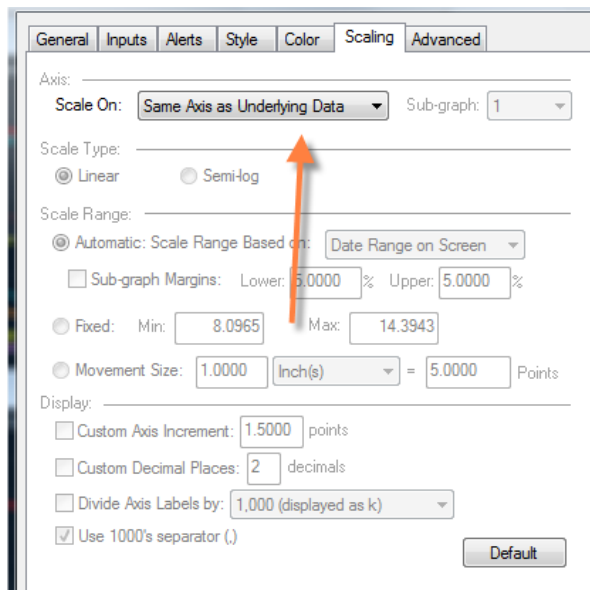 General Inputs Alerts Style Color Scaling Advanced
Axis:
Scale On: Same Axis as Underlying Data Sub-graph: 1
Scale Type:
Linear Semi-log
Scale Range:
Automatic: Scale Range Based on: Date Range on Screen
Sub-graph Margins: Lower: 5.0000 % Upper: 5.0000 %
Fixed: Min: 8.0965 Max: 14.3943
Movement Size: 1.0000 Inch(s) = 5.0000 Points
Display:
Custom Axis Increment: 1.5000 points
Custom Decimal Places: 2 decimals
Divide Axis Labels by: 1,000 (displayed as k)
Use 1000's separator (,)
Default